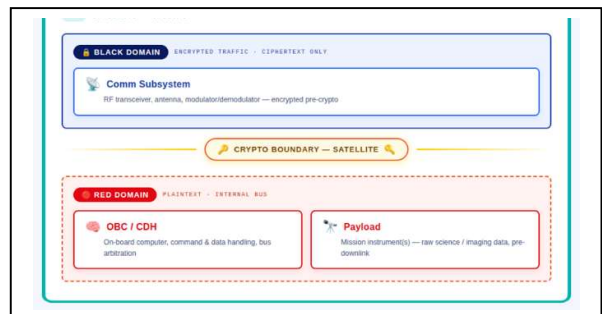 BLACK DOMAIN ENCRYPTED TRAFFIC · CIPHERTEXT ONLY
Comm Subsystem
RF transceiver, antenna, modulator/demodulator — encrypted pre-crypto
CRYPTO BOUNDARY — SATELLITE
RED DOMAIN PLAINTEXT · INTERNAL BUS
OBC / CDH
On-board computer, command & data handling, bus
arbitration
Payload
Mission instrument(s) — raw science / imaging data, pre-
downlink